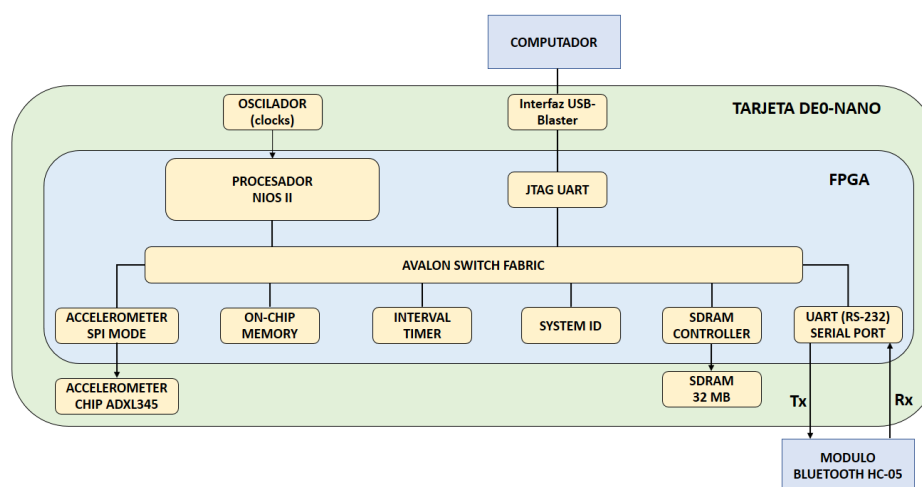 COMPUTADOR
TARJETA DE0-NANO
OSCILADOR
(clocks)
Interfaz USB-
Blaster
FPGA
PROCESADOR
NIOS II
JTAG UART
AVALON SWITCH FABRIC
ACCELEROMETER
SPI MODE
ON-CHIP
MEMORY
INTERVAL
TIMER
SYSTEM ID
SDRAM
CONTROLLER
UART (RS-232)
SERIAL PORT
ACCELEROMETER
CHIP ADXL345
SDRAM
32 MB
Tx
Rx
MODULO
BLUETOOTH HC-05